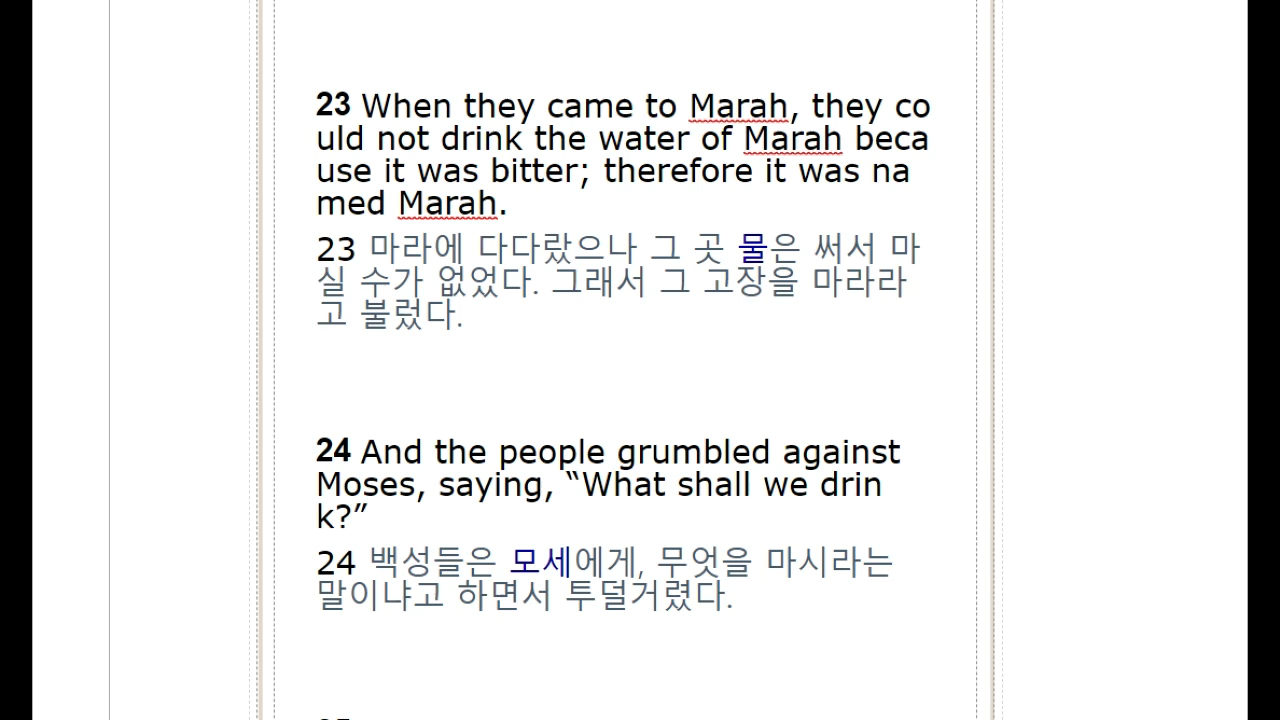 23 When they came to Marah, they co
uld not drink the water of Marah beca
use it was bitter; therefore it was na
med Marah.
23 마라에 다다랐으나 그 곳 물은 써서 마
실 수가 없었다. 그래서 그 고장을 마라라
고 불렀다.
24 And the people grumbled against
Moses, saying, “What shall we drin
k?”
24 백성들은 모세에게, 무엇을 마시라는
말이냐고 하면서 투덜거렸다.